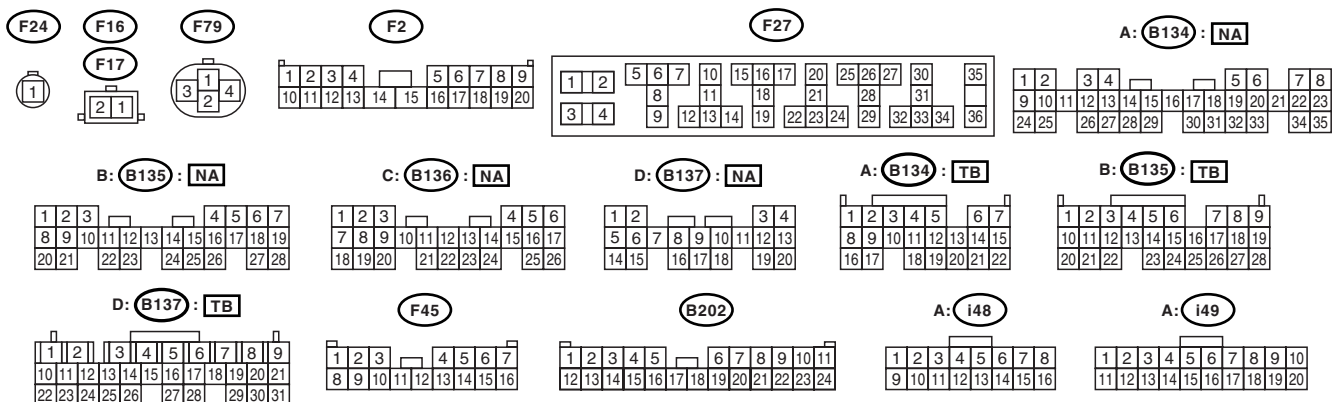 F24 F16 F79 F2 F27 A: B134 : NA
F17
1
2 1
1
3 4
2
1 2 3 4 5 6 7 8 9
10 11 12 13 14 15 16 17 18 19 20
1 2
3 4
5 6 7 10 15 16 17 20 25 26 27 30 35
8 11 18 21 28 31
9 12 13 14 19 22 23 24 29 32 33 34 36
1 2 3 4 5 6 7 8
9 10 11 12 13 14 15 16 17 18 19 20 21 22 23
24 25 26 27 28 29 30 31 32 33 34 35
B: B135 : NA C: B136 : NA D: B137 : NA A: B134 : TB B: B135 : TB
1 2 3 4 5 6 7
8 9 10 11 12 13 14 15 16 17 18 19
20 21 22 23 24 25 26 27 28
1 2 3 4 5 6
7 8 9 10 11 12 13 14 15 16 17
18 19 20 21 22 23 24 25 26
1 2 3 4
5 6 7 8 9 10 11 12 13
14 15 16 17 18 19 20
1 2 3 4 5 6 7
8 9 10 11 12 13 14 15
16 17 18 19 20 21 22
1 2 3 4 5 6 7 8 9
10 11 12 13 14 15 16 17 18 19
20 21 22 23 24 25 26 27 28
D: B137 : TB F45 B202 A: i48 A: i49
1 2 3 4 5 6 7 8 9
10 11 12 13 14 15 16 17 18 19 20 21
22 23 24 25 26 27 28 29 30 31
1 2 3 4 5 6 7
8 9 10 11 12 13 14 15 16
1 2 3 4 5 6 7 8 9 10 11
12 13 14 15 16 17 18 19 20 21 22 23 24
1 2 3 4 5 6 7 8
9 10 11 12 13 14 15 16
1 2 3 4 5 6 7 8 9 10
11 12 13 14 15 16 17 18 19 20